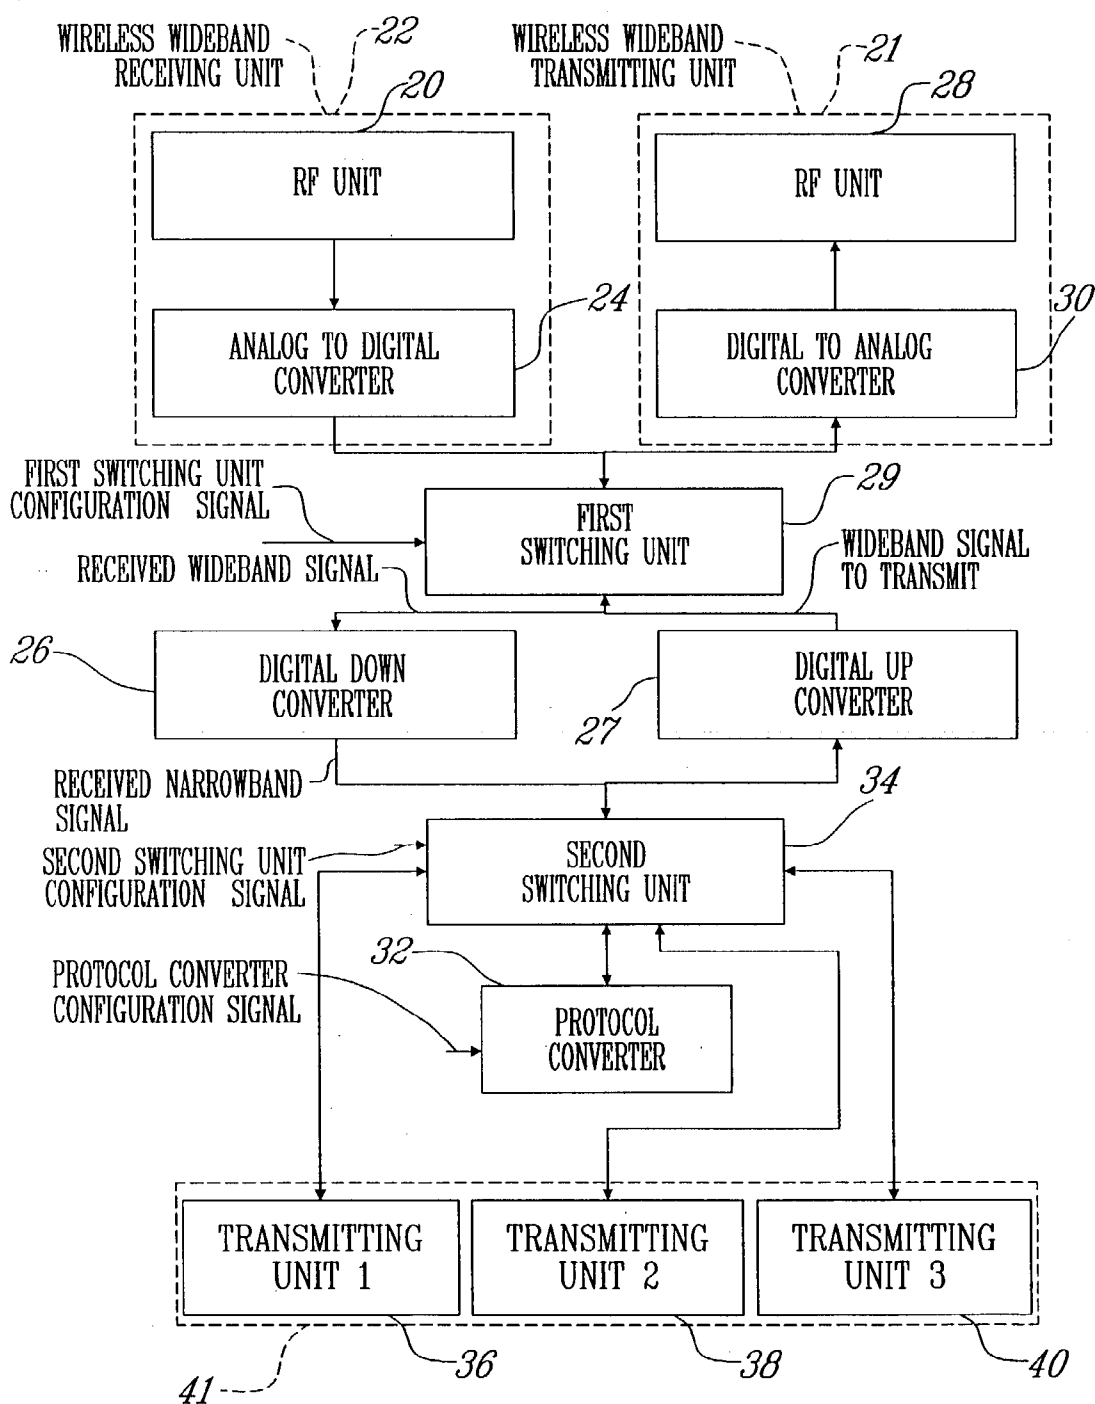 WIRELESS WIDEBAND
RECEIVING UNIT
22
WIRELESS WIDEBAND
TRANSMITTING UNIT
21
20
28
RF UNIT
RF UNIT
24
30
ANALOG TO DIGITAL
CONVERTER
DIGITAL TO ANALOG
CONVERTER
FIRST SWITCHING UNIT
CONFIGURATION SIGNAL
29
FIRST
SWITCHING UNIT
RECEIVED WIDEBAND SIGNAL
WIDEBAND SIGNAL
TO TRANSMIT
26
DIGITAL DOWN
CONVERTER
27
DIGITAL UP
CONVERTER
RECEIVED NARROWBAND
SIGNAL
34
SECOND SWITCHING UNIT
CONFIGURATION SIGNAL
SECOND
SWITCHING UNIT
32
PROTOCOL CONVERTER
CONFIGURATION SIGNAL
PROTOCOL
CONVERTER
TRANSMITTING
UNIT 1
TRANSMITTING
UNIT 2
TRANSMITTING
UNIT 3
41
36
38
40